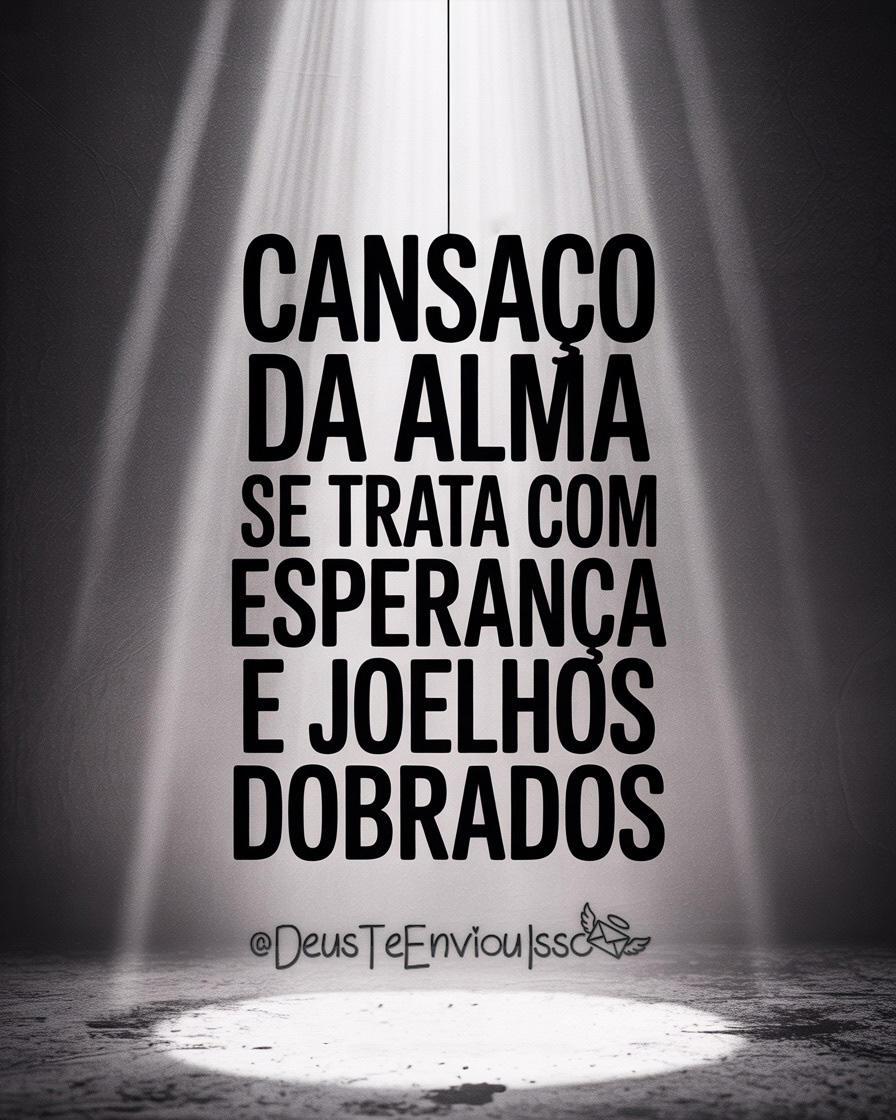 CANSAÇO
DA ALMA
SE TRATA COM
ESPERANÇA
E JOELHOS
DOBRADOS
@DeusTeEnviouIsso